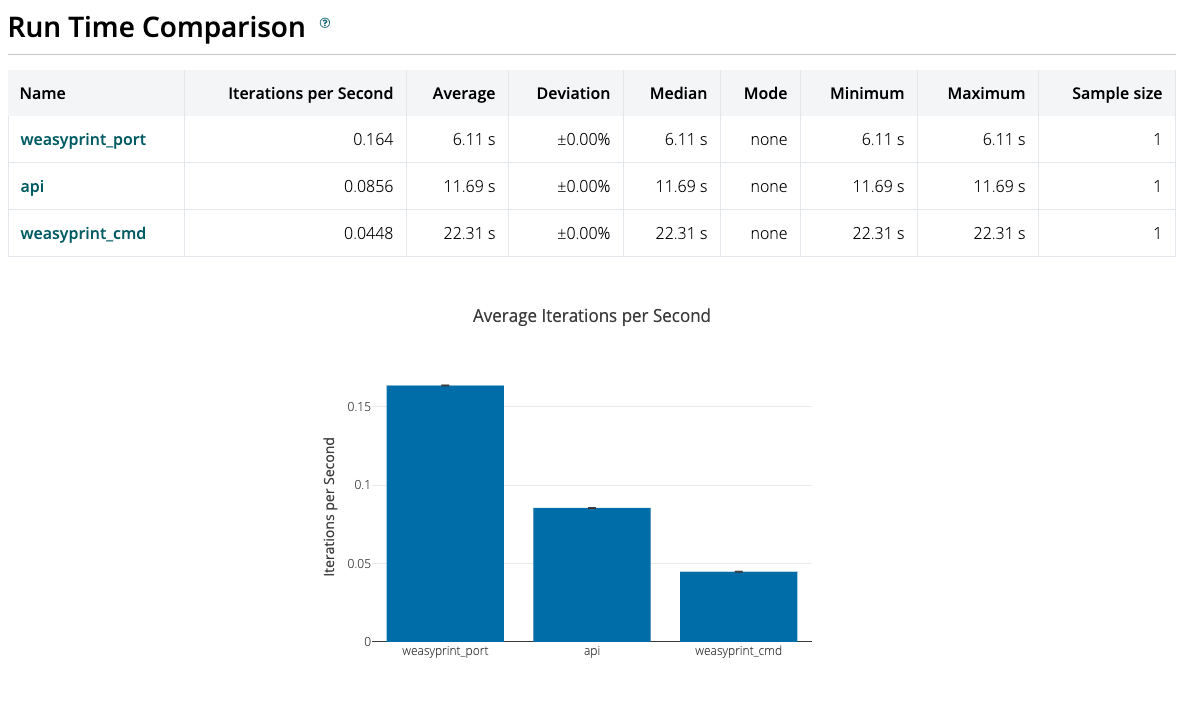 Run Time Comparison ?
Name Iterations per Second Average Deviation Median Mode Minimum Maximum Sample size
weasyprint_port 0.164 6.11 s ±0.00% 6.11 s none 6.11 s 6.11 s 1
api 0.0856 11.69 s ±0.00% 11.69 s none 11.69 s 11.69 s 1
weasyprint_cmd 0.0448 22.31 s ±0.00% 22.31 s none 22.31 s 22.31 s 1
Average Iterations per Second
Iterations per Second
0.15
0.1
0.05
0
weasyprint_port api weasyprint_cmd